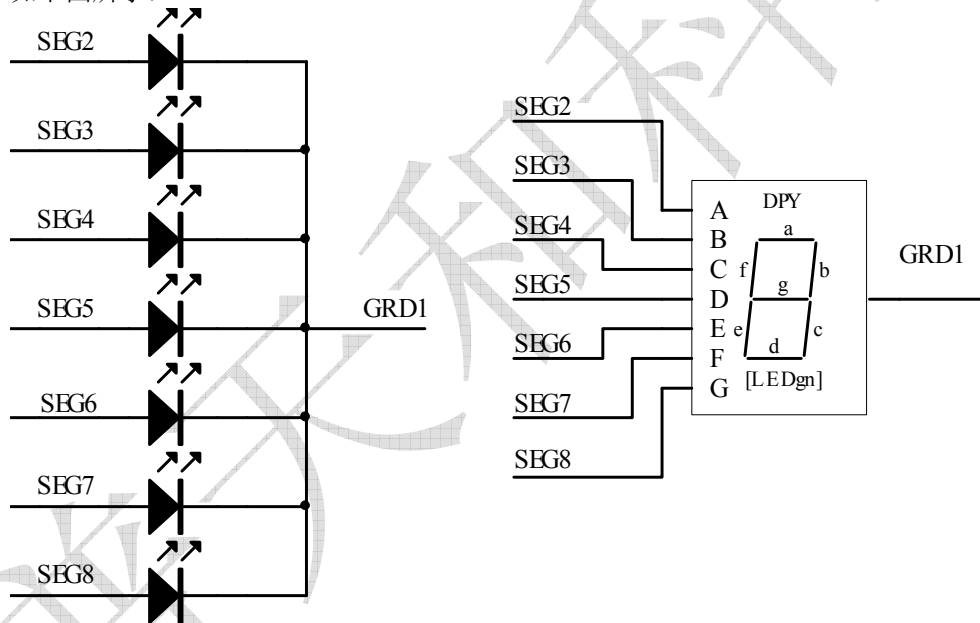 SEG2
SEG3
SEG4
SEG5
SEG6
SEG7
SEG8
GRD1
SEG2
SEG3
SEG4
SEG5
SEG6
SEG7
SEG8
A
B
C
D
E
F
G
DPY
a
f
b
g
e
c
d
[LEDgn]
GRD1